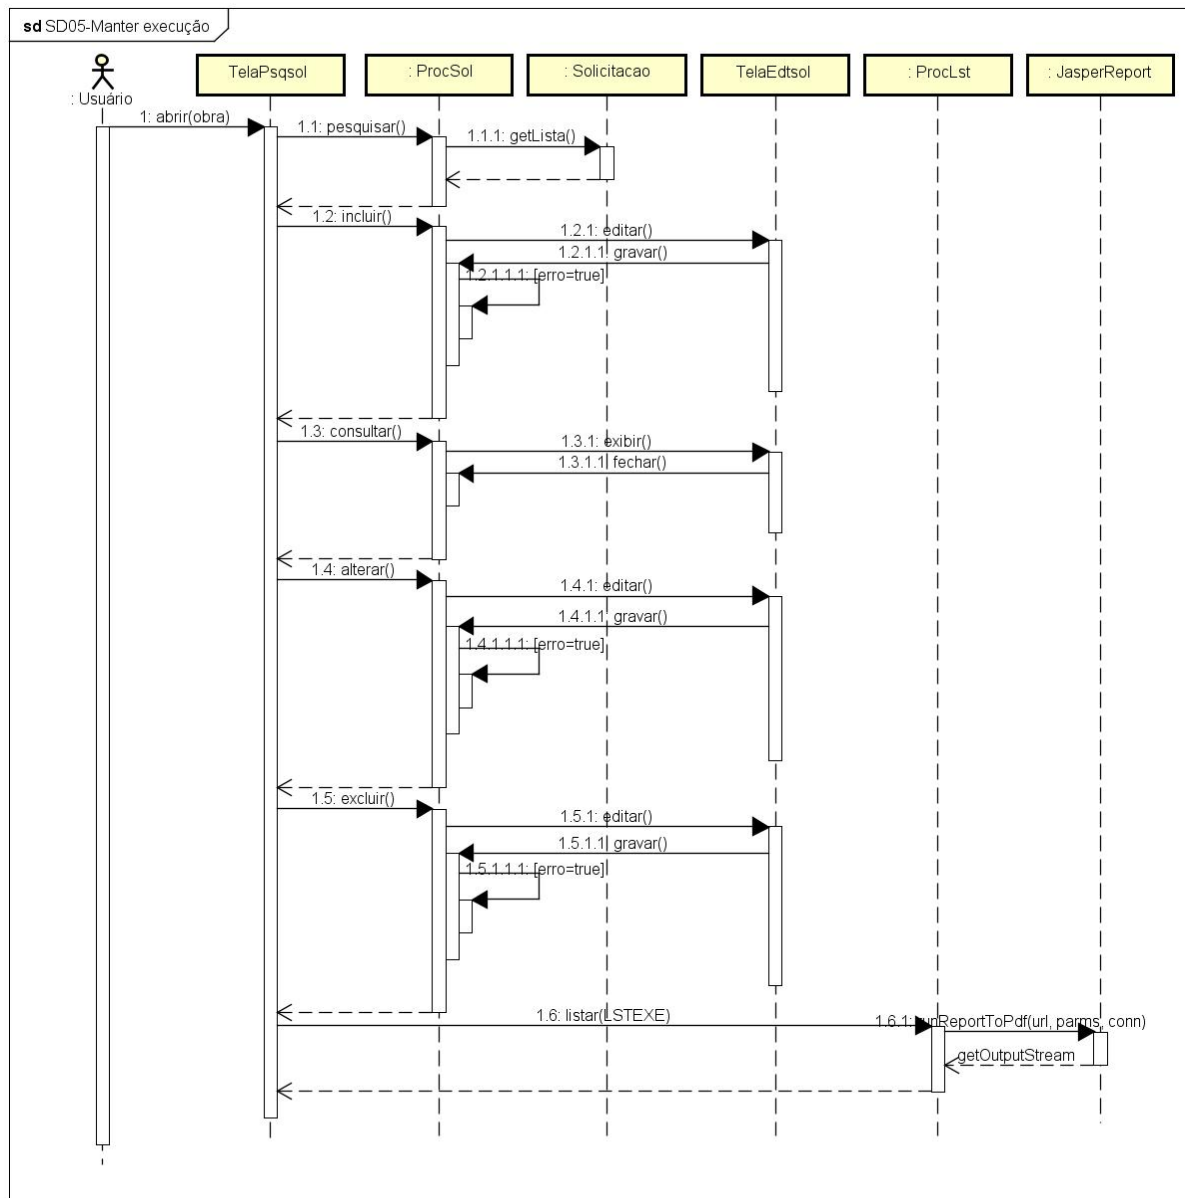 sd SD05-Manter execução
: Usuário
TelaPsqsol
: ProcSol
: Solicitacao
TelaEdtsol
: ProcLst
: JasperReport
1: abrir(obra)
1.1: pesquisar()
1.1.1: getLista()
1.2: incluir()
1.2.1: editar()
1.2.1.1: gravar()
1.2.1.1.1: [erro=true]
1.3: consultar()
1.3.1: exibir()
1.3.1.1: fechar()
1.4: alterar()
1.4.1: editar()
1.4.1.1: gravar()
1.4.1.1.1: [erro=true]
1.5: excluir()
1.5.1: editar()
1.5.1.1: gravar()
1.5.1.1.1: [erro=true]
1.6: listar(LSTEXE)
1.6.1: runReportToPdf(url, parms, conn)
getOutputStream